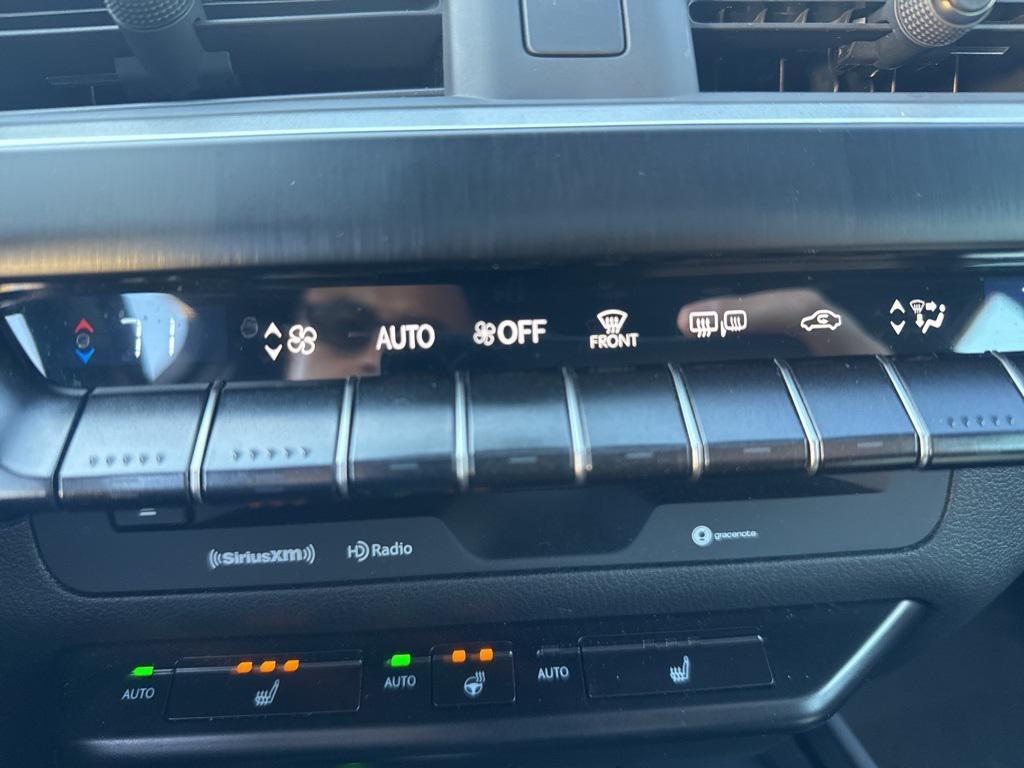 71
AUTO
OFF
FRONT
((SiriusXM))
HD Radio
gracenote
AUTO
AUTO
AUTO